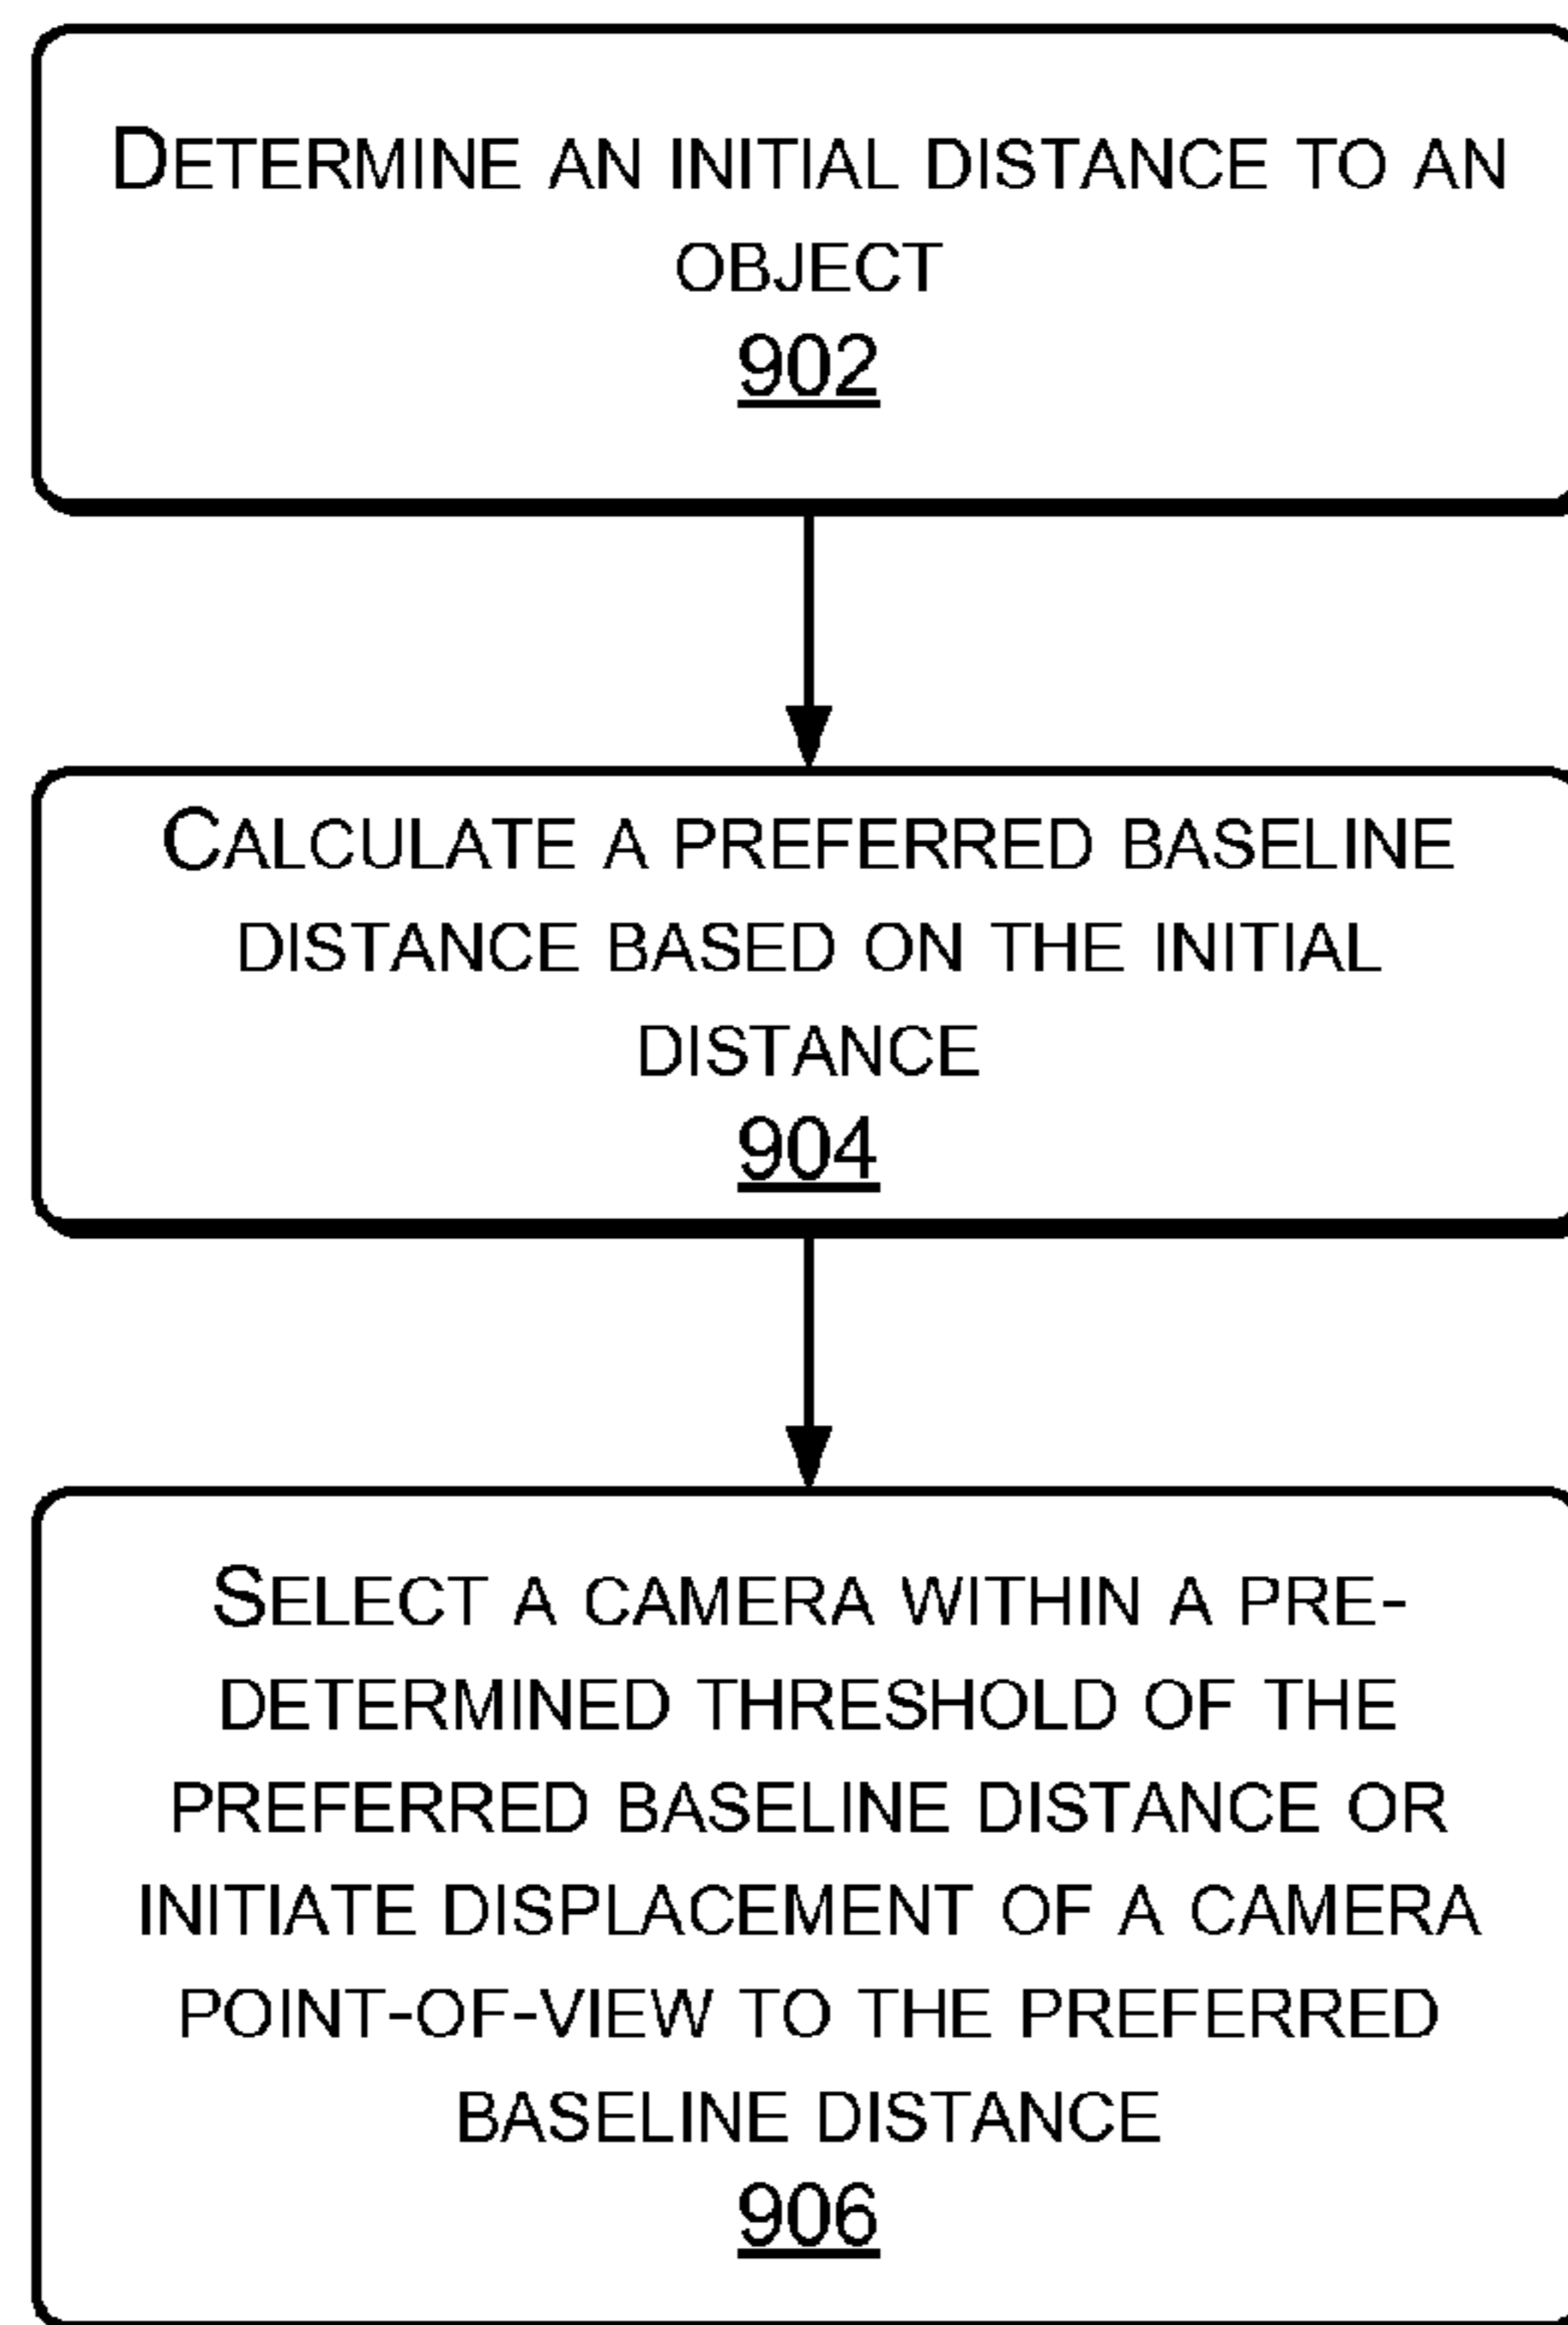 DETERMINE AN INITIAL DISTANCE TO AN
OBJECT
902
CALCULATE A PREFERRED BASELINE
DISTANCE BASED ON THE INITIAL
DISTANCE
904
SELECT A CAMERA WITHIN A PRE-
DETERMINED THRESHOLD OF THE
PREFERRED BASELINE DISTANCE OR
INITIATE DISPLACEMENT OF A CAMERA
POINT-OF-VIEW TO THE PREFERRED
BASELINE DISTANCE
906